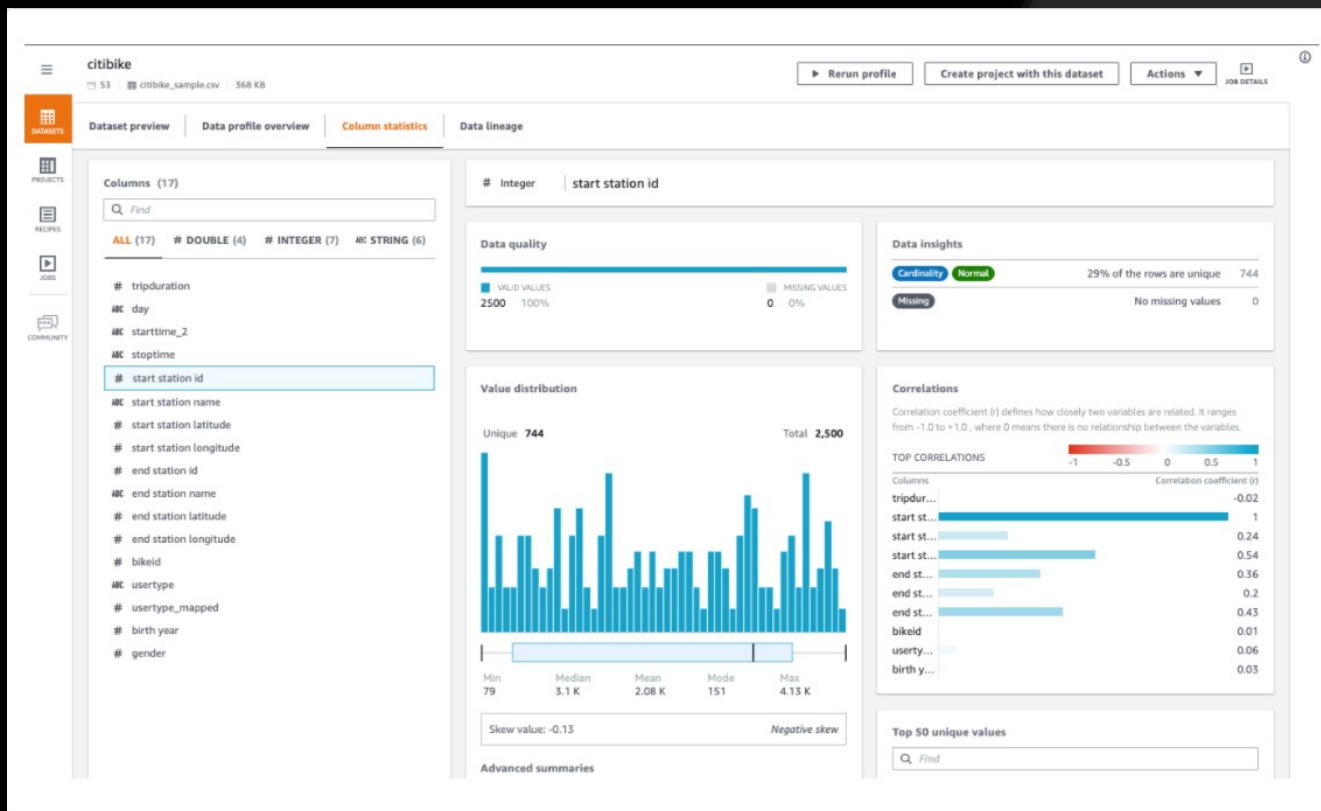 citibike
S3 citibike_sample.csv 368 KB
Rerun profile
Create project with this dataset
Actions
JOB DETAILS
DATASETS
PROJECTS
RECIPES
JOBS
COMMUNITY
Dataset preview
Data profile overview
Column statistics
Data lineage
Columns (17)
Find
ALL (17) # DOUBLE (4) # INTEGER (7) ABC STRING (6)
# tripduration
ABC day
ABC starttime_2
ABC stoptime
# start station id
ABC start station name
# start station latitude
# start station longitude
# end station id
ABC end station name
# end station latitude
# end station longitude
# bikeid
ABC usertype
# usertype_mapped
# birth year
# gender
# Integer start station id
Data quality
VALID VALUES MISSING VALUES
2500 100% 0 0%
Data insights
Cardinality Normal 29% of the rows are unique 744
Missing No missing values 0
Value distribution
Unique 744 Total 2,500
Min Median Mean Mode Max
79 3.1 K 2.08 K 151 4.13 K
Skew value: -0.13 Negative skew
Advanced summaries
Correlations
Correlation coefficient (r) defines how closely two variables are related. It ranges
from -1.0 to +1.0 , where 0 means there is no relationship between the variables.
TOP CORRELATIONS
-1 -0.5 0 0.5 1
Columns Correlation coefficient (r)
tripdur... -0.02
start st... 1
start st... 0.24
start st... 0.54
end st... 0.36
end st... 0.2
end st... 0.43
bikeid 0.01
userty... 0.06
birth y... 0.03
Top 50 unique values
Find